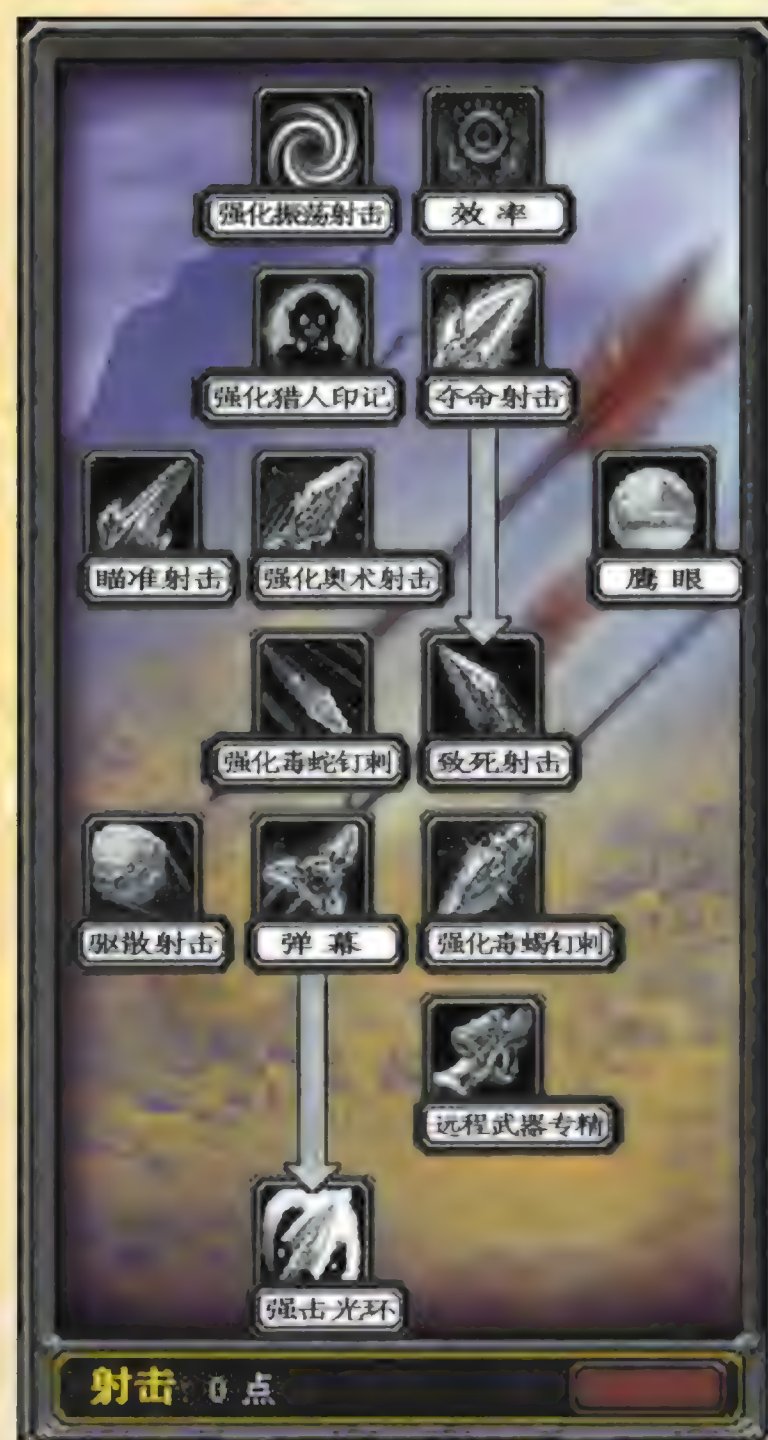 强化振荡射击
效率
强化猎人印记
夺命射击
瞄准射击
强化奥术射击
鹰眼
强化毒蛇钉刺
致死射击
驱散射击
弹幕
强化毒蝎钉刺
远程武器专精
强击光环
射击 0 点